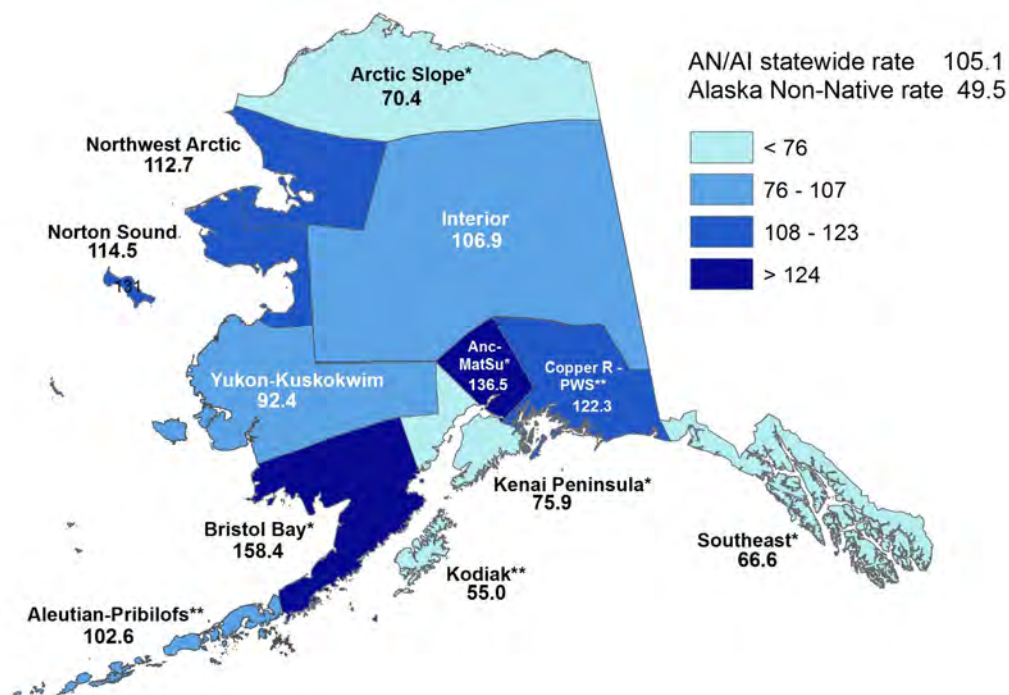 AN/AI statewide rate 105.1
Alaska Non-Native rate 49.5
< 76
76 - 107
108 - 123
> 124
Arctic Slope*
70.4
Northwest Arctic
112.7
Norton Sound
114.5
131
Interior
106.9
Anc-
MatSu*
136.5
Copper R -
PWS**
122.3
Yukon-Kuskokwim
92.4
Kenai Peninsula*
75.9
Bristol Bay*
158.4
Southeast*
66.6
Kodiak**
55.0
Aleutian-Pribilofs**
102.6